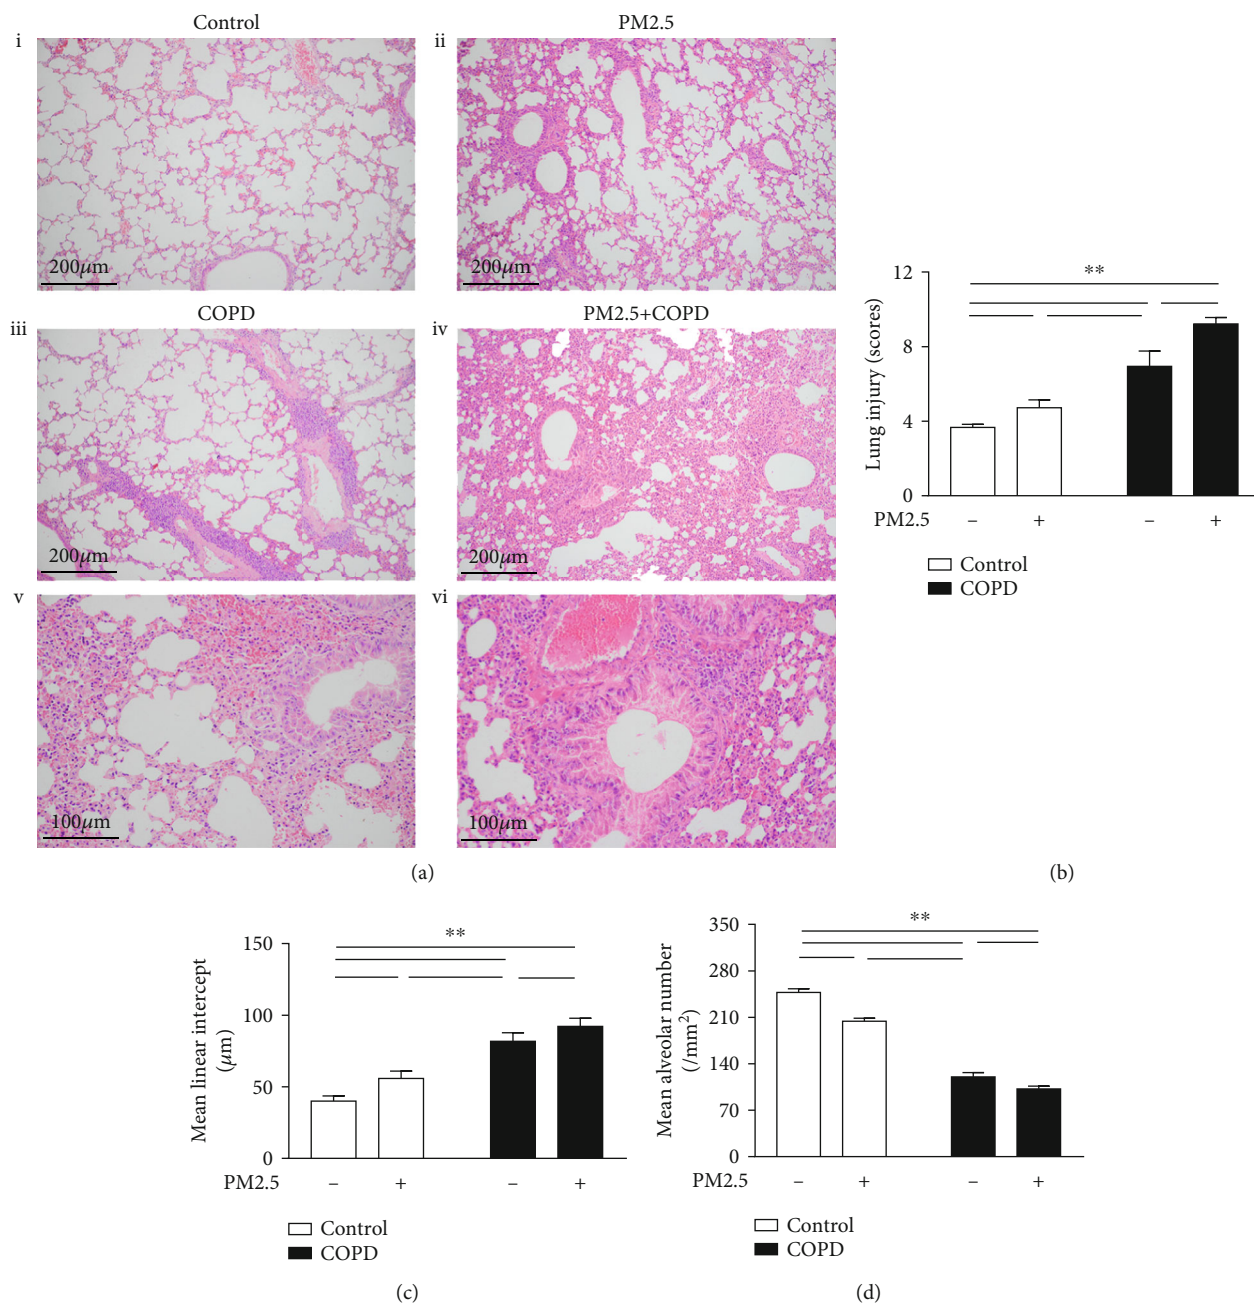 Control
PM2.5
i
ii
200μm
200μm
COPD
PM2.5+COPD
iii
iv
200μm
200μm
v
vi
100μm
100μm
(a)
**
Lung injury (scores)
12
8
4
0
PM2.5
–
+
–
+
Control
COPD
(b)
**
Mean linear intercept
(μm)
150
100
50
0
PM2.5
–
+
–
+
Control
COPD
(c)
**
Mean alveolar number
(/mm²)
350
280
210
140
70
0
PM2.5
–
+
–
+
Control
COPD
(d)